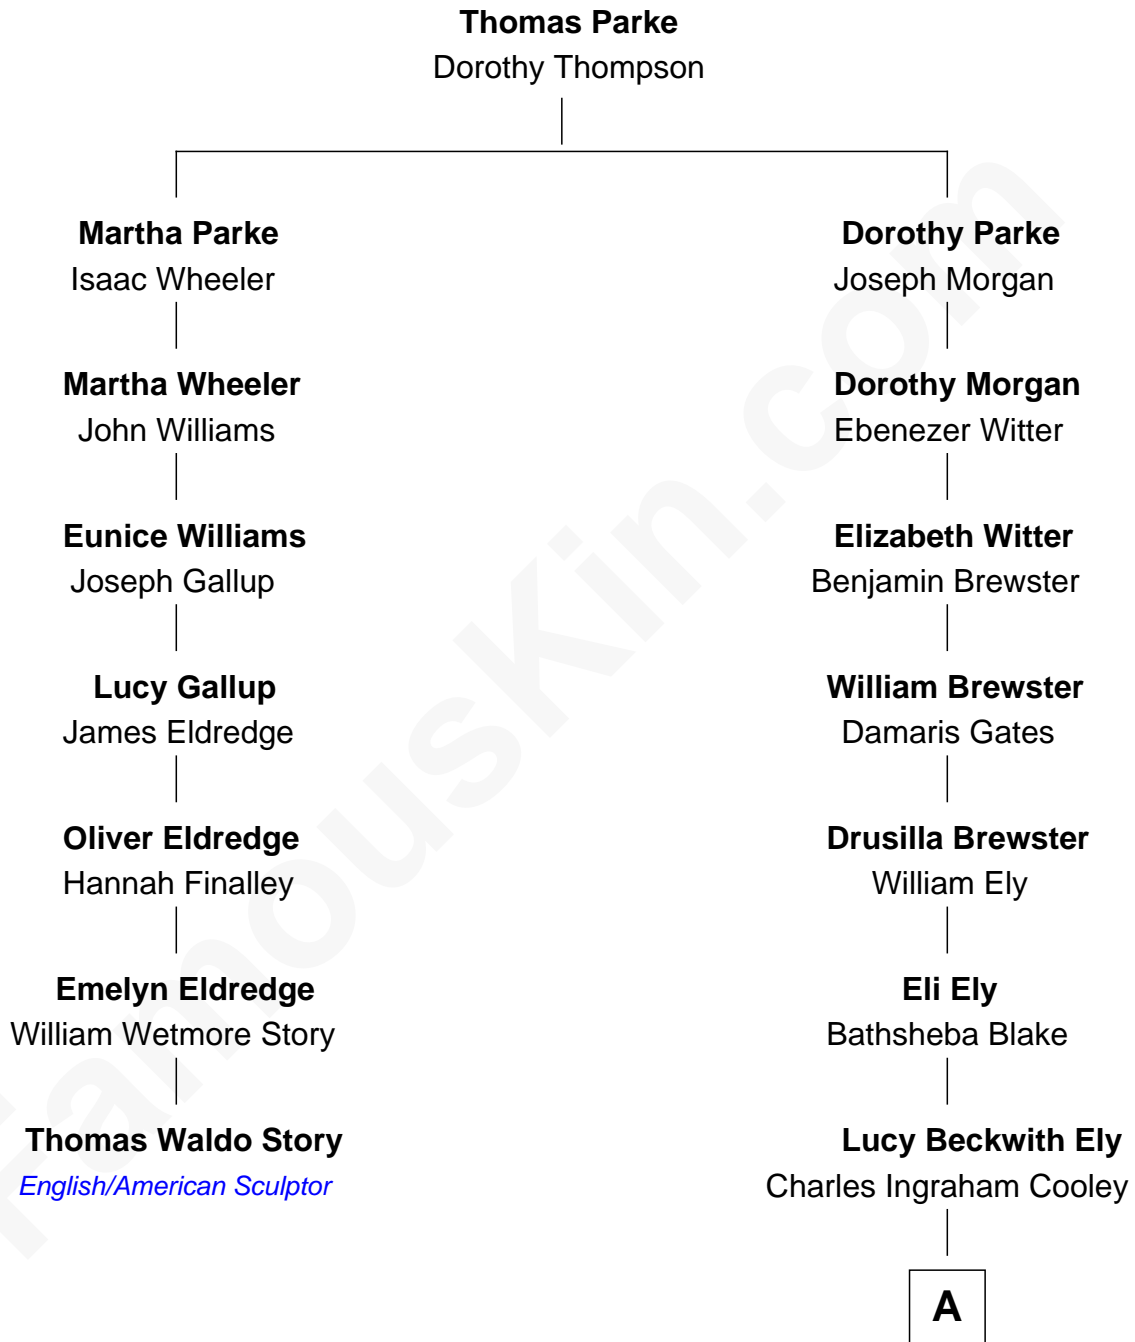 Thomas Parke
Dorothy Thompson
Martha Parke
Isaac Wheeler
Dorothy Parke
Joseph Morgan
Martha Wheeler
John Williams
Dorothy Morgan
Ebenezer Witter
Eunice Williams
Joseph Gallup
Elizabeth Witter
Benjamin Brewster
Lucy Gallup
James Eldredge
William Brewster
Damaris Gates
Oliver Eldredge
Hannah Finalley
Drusilla Brewster
William Ely
Emelyn Eldredge
William Wetmore Story
Eli Ely
Bathsheba Blake
Thomas Waldo Story
English/American Sculptor
Lucy Beckwith Ely
Charles Ingraham Cooley
A
FamousKin.com